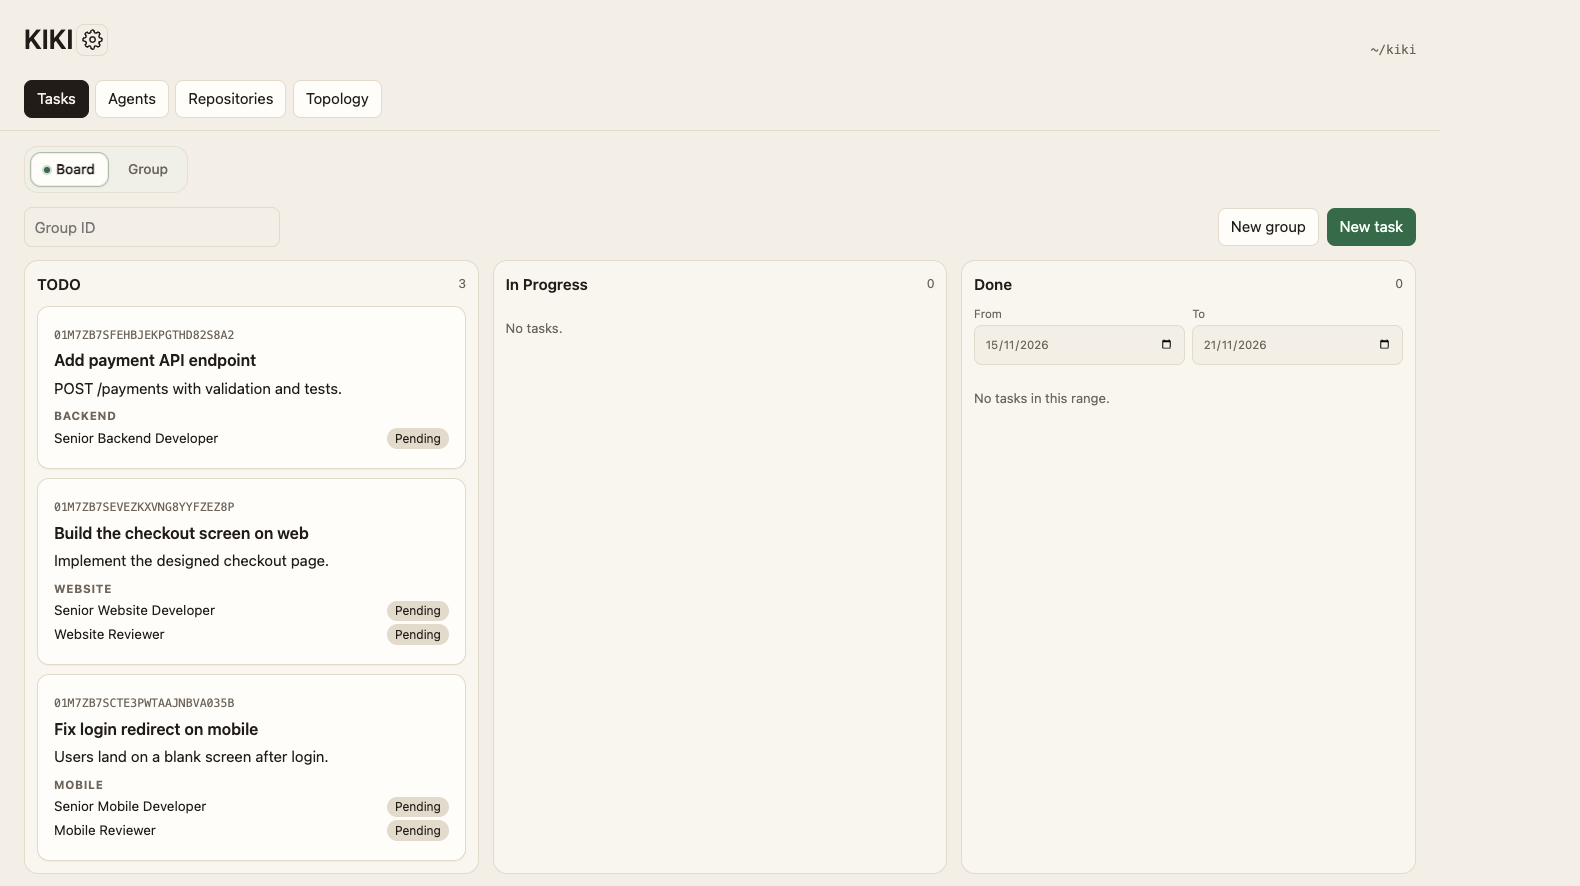 KIKI
~/kiki
Tasks
Agents
Repositories
Topology
Board
Group
Group ID
New group
New task
TODO
3
01M7ZB7SFEHBJEKPGTHD82S8A2
Add payment API endpoint
POST /payments with validation and tests.
BACKEND
Senior Backend Developer
Pending
01M7ZB7SEVEZKXVNG8YYFZEZ8P
Build the checkout screen on web
Implement the designed checkout page.
WEBSITE
Senior Website Developer
Pending
Website Reviewer
Pending
01M7ZB7SCTE3PWTAAJNBVA035B
Fix login redirect on mobile
Users land on a blank screen after login.
MOBILE
Senior Mobile Developer
Pending
Mobile Reviewer
Pending
In Progress
0
No tasks.
Done
0
From
To
15/11/2026
21/11/2026
No tasks in this range.